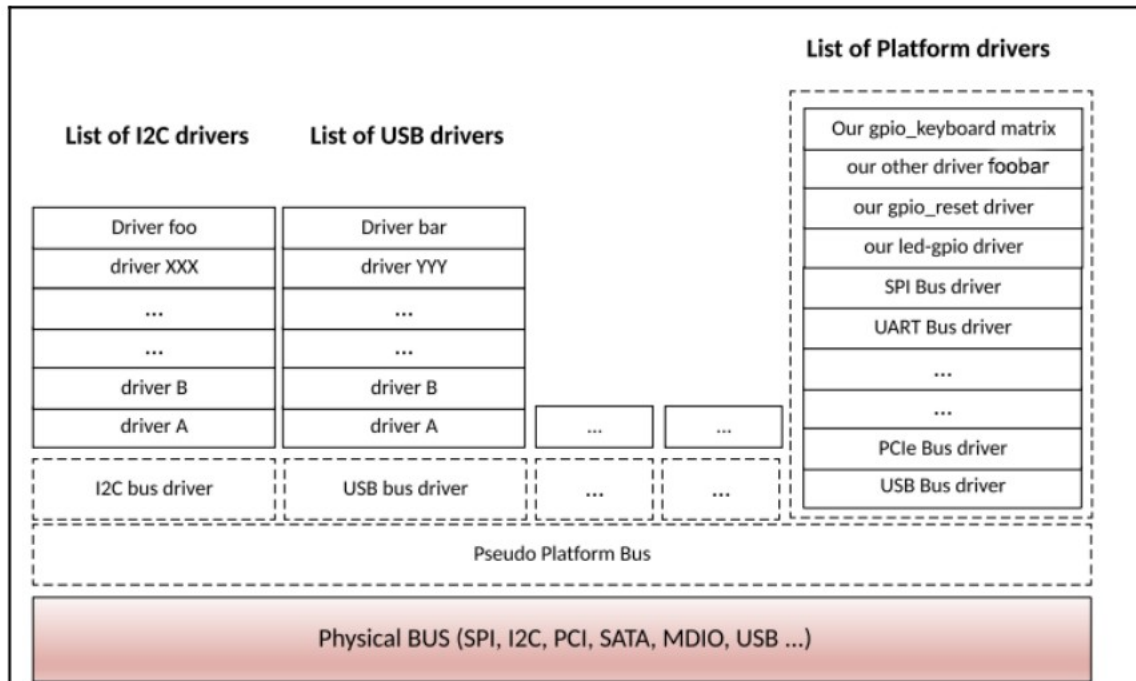 List of Platform drivers
List of I2C drivers
List of USB drivers
Our gpio_keyboard matrix
our other driver foobar
our gpio_reset driver
our led-gpio driver
SPI Bus driver
UART Bus driver
...
...
PCIe Bus driver
USB Bus driver
Driver foo
driver XXX
...
...
driver B
driver A
Driver bar
driver YYY
...
...
driver B
driver A
...
...
I2C bus driver
USB bus driver
...
...
Pseudo Platform Bus
Physical BUS (SPI, I2C, PCI, SATA, MDIO, USB ...)